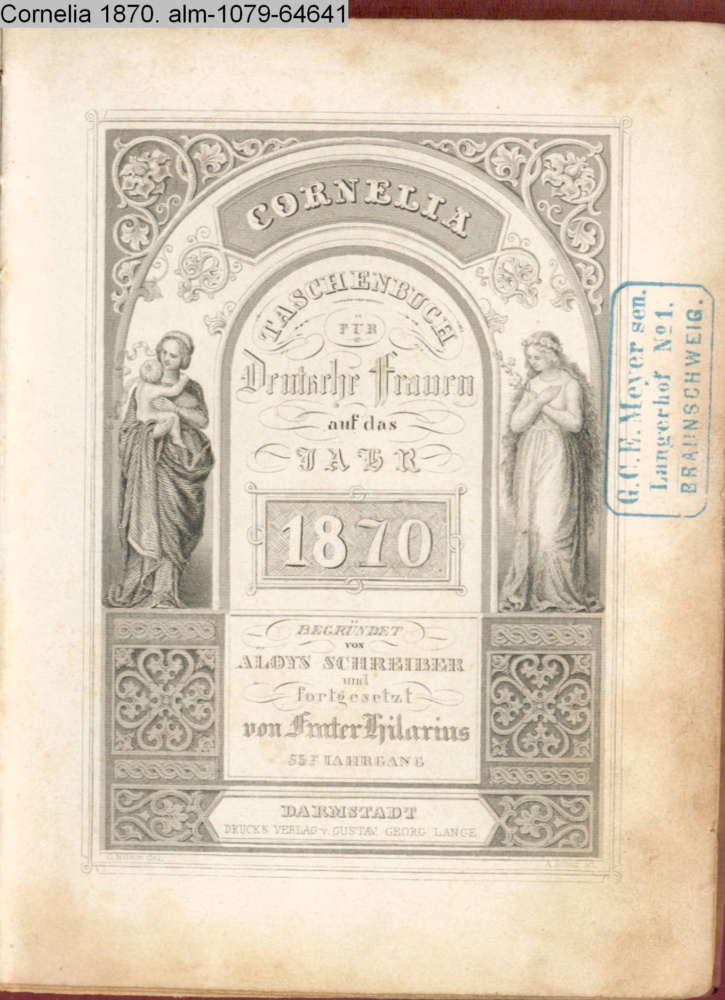 Cornelia 1870. alm-1079-64641
CORNELIA
TASCHENBUCH
FÜR
Deutsche Frauen
auf das
JAHR
1870
BEGRÜNDET
von
ALOYS SCHREIBER
und
fortgesetzt
von Frater Hilarius
55R JAHRGANG
DARMSTADT
DRUCK & VERLAG v. GUSTAV GEORG LANGE.
G.C.E. Meyer sen.
Langerhof No 1.
BRAUNSCHWEIG.